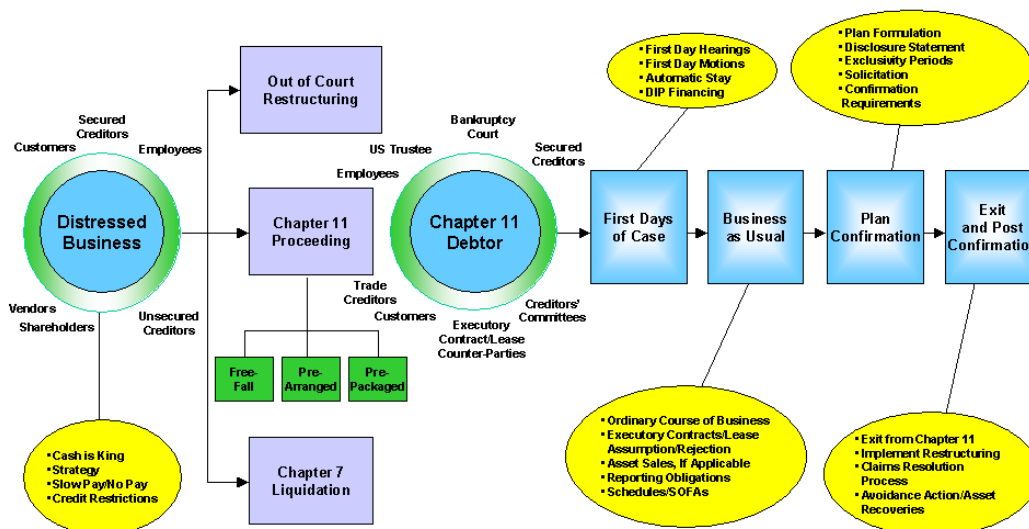 Out of Court
Restructuring
Secured
Creditors
Customers
Employees
Distressed
Business
Vendors
Shareholders
Unsecured
Creditors
• Cash is King
• Strategy
• Slow Pay/No Pay
• Credit Restrictions
Chapter 11
Proceeding
Free-
Fall
Pre-
Arranged
Pre-
Packaged
Chapter 7
Liquidation
Bankruptcy
Court
US Trustee
Secured
Creditors
Employees
Chapter 11
Debtor
Trade
Creditors
Customers
Creditors'
Committees
Executory
Contract/Lease
Counter-Parties
• First Day Hearings
• First Day Motions
• Automatic Stay
• DIP Financing
First Days
of Case
Business
as Usual
• Ordinary Course of Business
• Executory Contracts/Lease
Assumption/Rejection
• Asset Sales, If Applicable
• Reporting Obligations
• Schedules/SOFAs
• Plan Formulation
• Disclosure Statement
• Exclusivity Periods
• Solicitation
• Confirmation
Requirements
Plan
Confirmation
Exit
and Post
Confirmation
• Exit from Chapter 11
• Implement Restructuring
• Claims Resolution
Process
• Avoidance Action/Asset
Recoveries